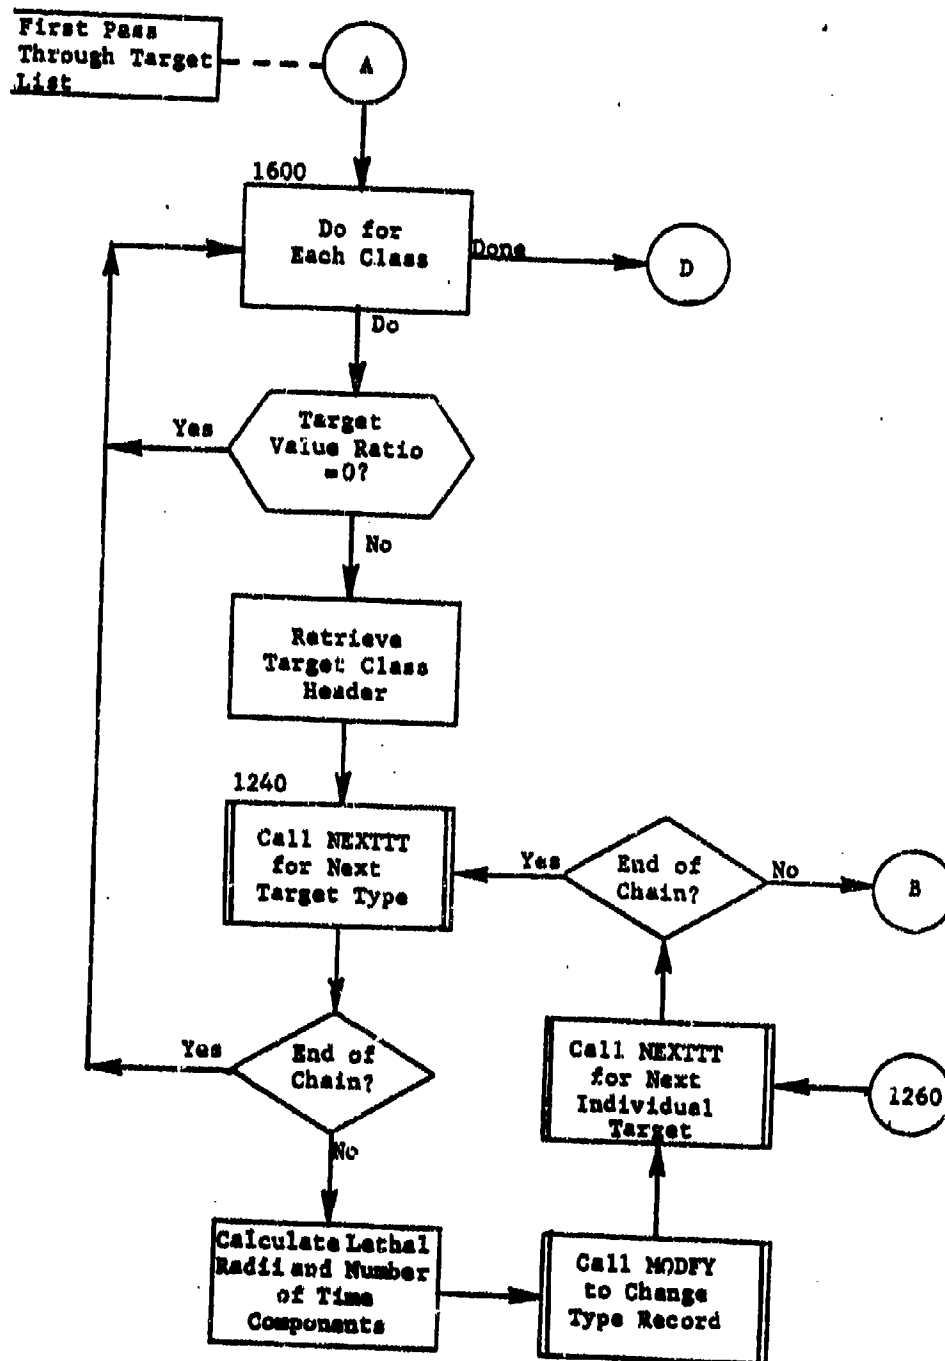 First Pass
Through Target
List
A
1600
Do for
Each Class
Done
D
Do
Target
Value Ratio
=0?
Yes
No
Retrieve
Target Class
Header
1240
Call NEXTTT
for Next
Target Type
Yes
End of
Chain?
No
B
Yes
End of
Chain?
No
Call NEXTTT
for Next
Individual
Target
1260
Calculate Lethal
Radii and Number
of Time
Components
Call MODFY
to Change
Type Record